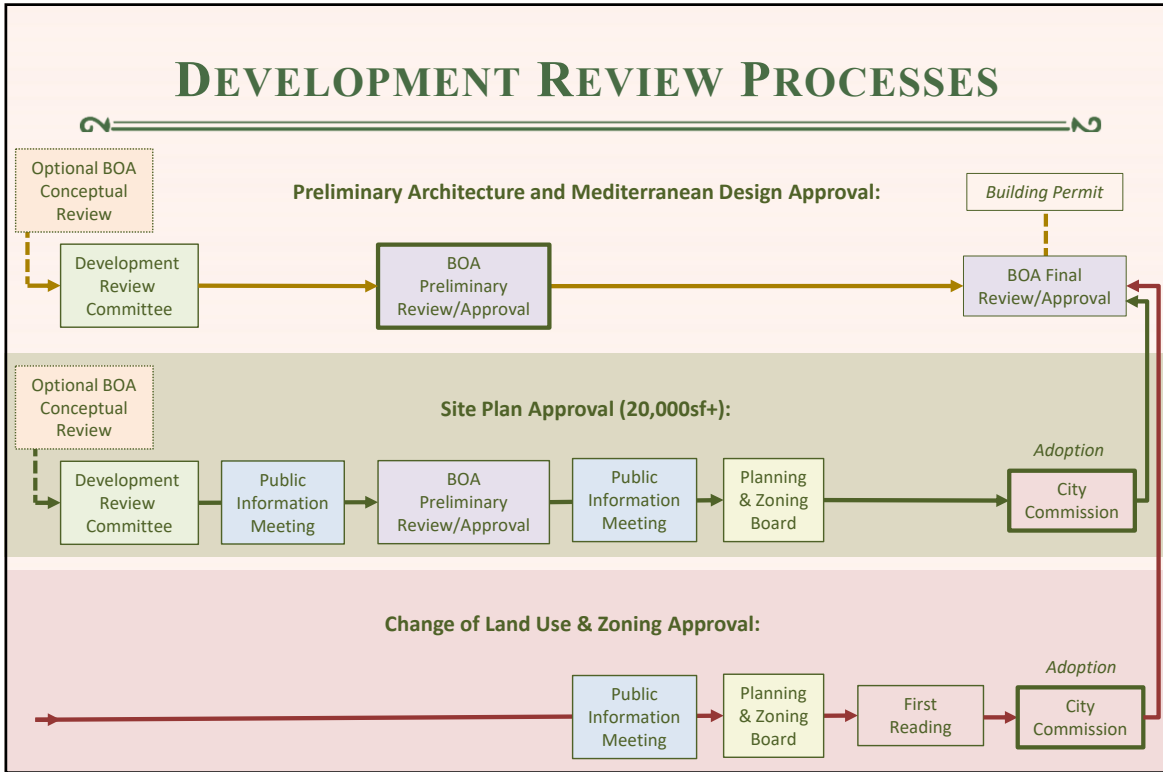 DEVELOPMENT REVIEW PROCESSES
Optional BOA
Conceptual
Review
Preliminary Architecture and Mediterranean Design Approval:
Building Permit
Development
Review
Committee
BOA
Preliminary
Review/Approval
BOA Final
Review/Approval
Optional BOA
Conceptual
Review
Site Plan Approval (20,000sf+):
Development
Review
Committee
Public
Information
Meeting
BOA
Preliminary
Review/Approval
Public
Information
Meeting
Planning
& Zoning
Board
Adoption
City
Commission
Change of Land Use & Zoning Approval:
Public
Information
Meeting
Planning
& Zoning
Board
First
Reading
Adoption
City
Commission